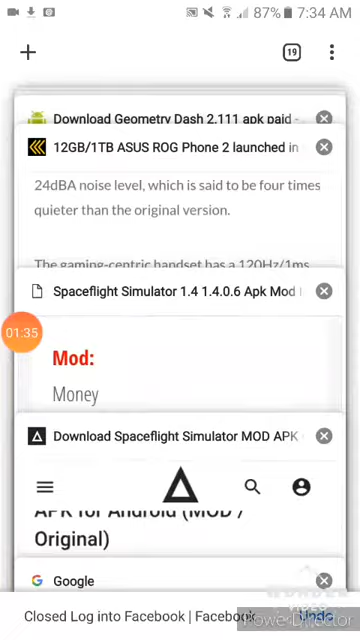 87% 7:34 AM
19
Download Geometry Dash 2.111 apk paid -
12GB/1TB ASUS ROG Phone 2 launched in
24dBA noise level, which is said to be four times
quieter than the original version.
The gaming-centric handset has a 120Hz/1ms
Spaceflight Simulator 1.4 1.4.0.6 Apk Mod
01:35
Mod:
Money
Download Spaceflight Simulator MOD APK
APK for Android (MOD /
Original)
Google
Closed Log into Facebook | Facebook Undo
VIDEO
PowerDirector